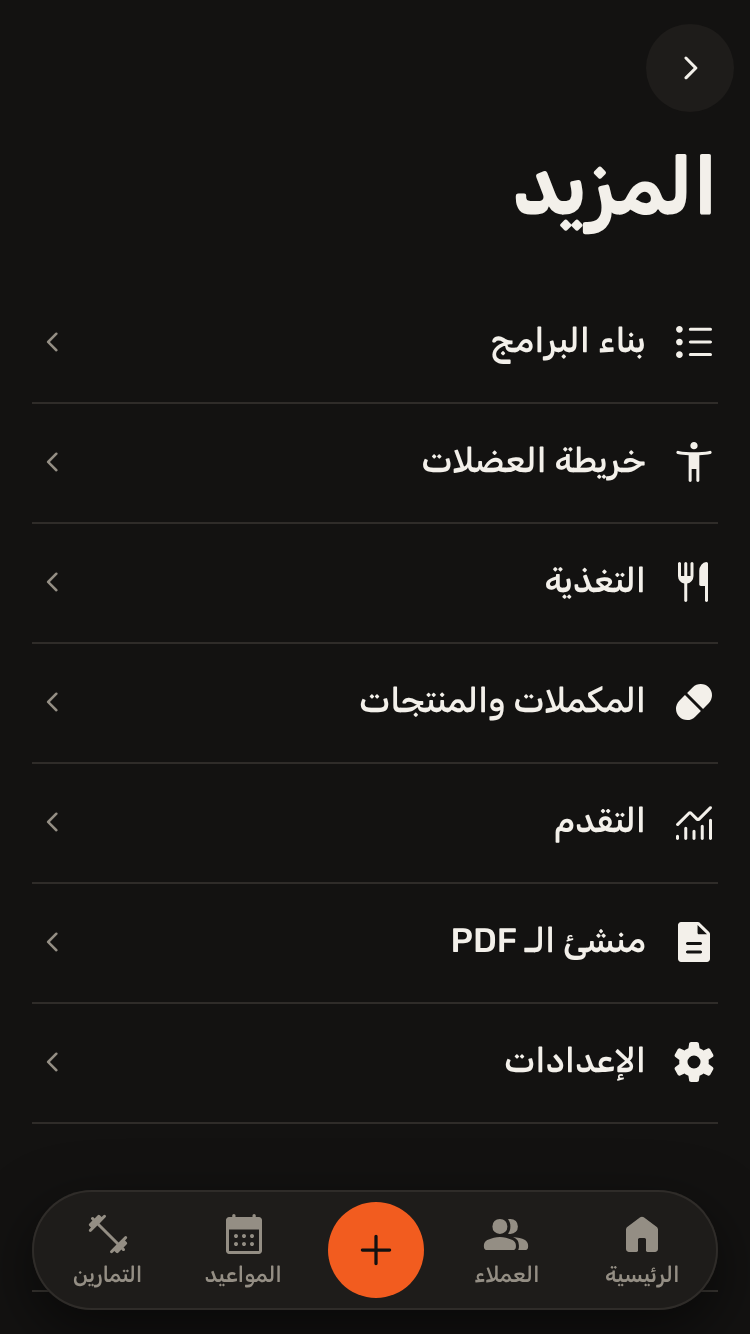 المزيد
بناء البرامج
خريطة العضلات
التغذية
المكملات والمنتجات
التقدم
منشئ الـ PDF
الإعدادات
الرئيسية
العملاء
المواعيد
التمارين